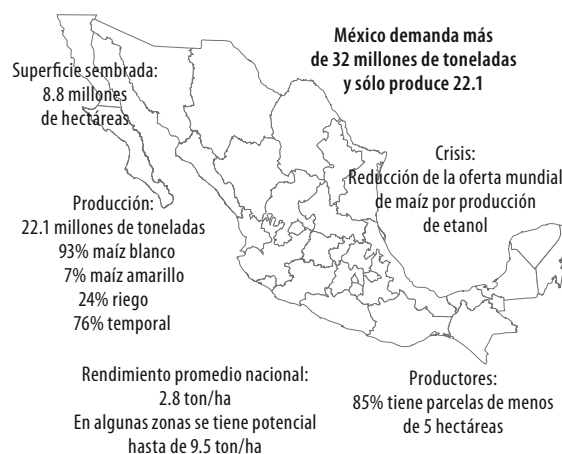 México demanda más
de 32 millones de toneladas
y sólo produce 22.1
Superficie sembrada:
8.8 millones
de hectáreas
Crisis:
Reducción de la oferta mundial
de maíz por producción
de etanol
Producción:
22.1 millones de toneladas
93% maíz blanco
7% maíz amarillo
24% riego
76% temporal
Rendimiento promedio nacional:
2.8 ton/ha
En algunas zonas se tiene potencial
hasta de 9.5 ton/ha
Productores:
85% tiene parcelas de menos
de 5 hectáreas